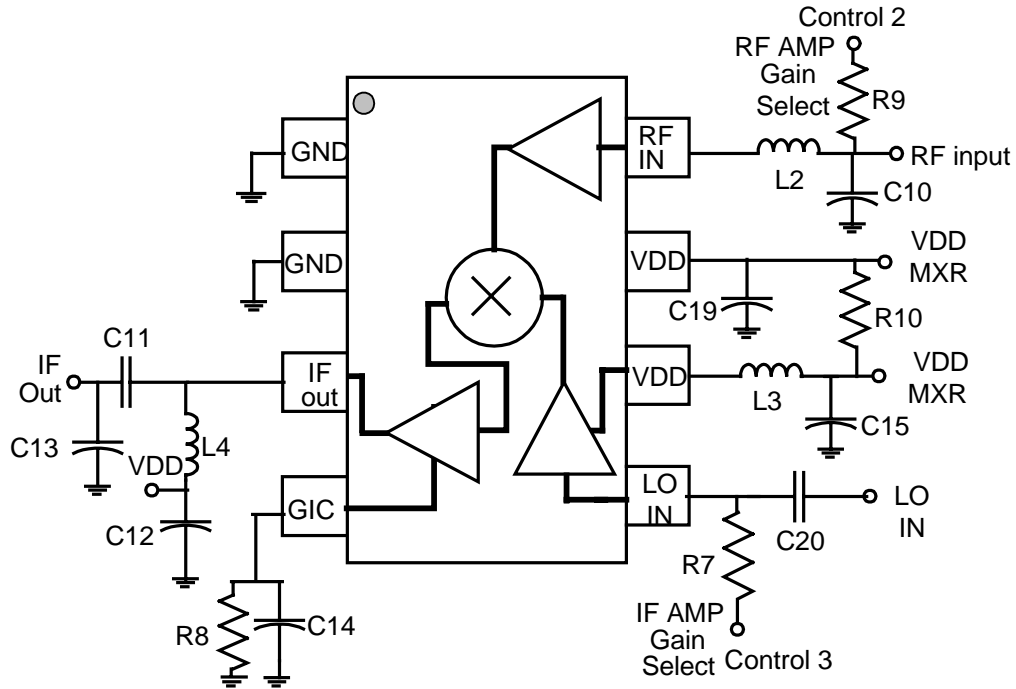 Control 2
RF AMP
Gain
Select
R9
GND
RF
IN
L2
RF input
C10
GND
VDD
VDD
MXR
C19
R10
C11
IF
Out
IF
out
VDD
L3
VDD
MXR
C13
L4
VDD
C15
GIC
LO
IN
LO
IN
C12
C20
R7
R8
C14
IF AMP
Gain
Select
Control 3